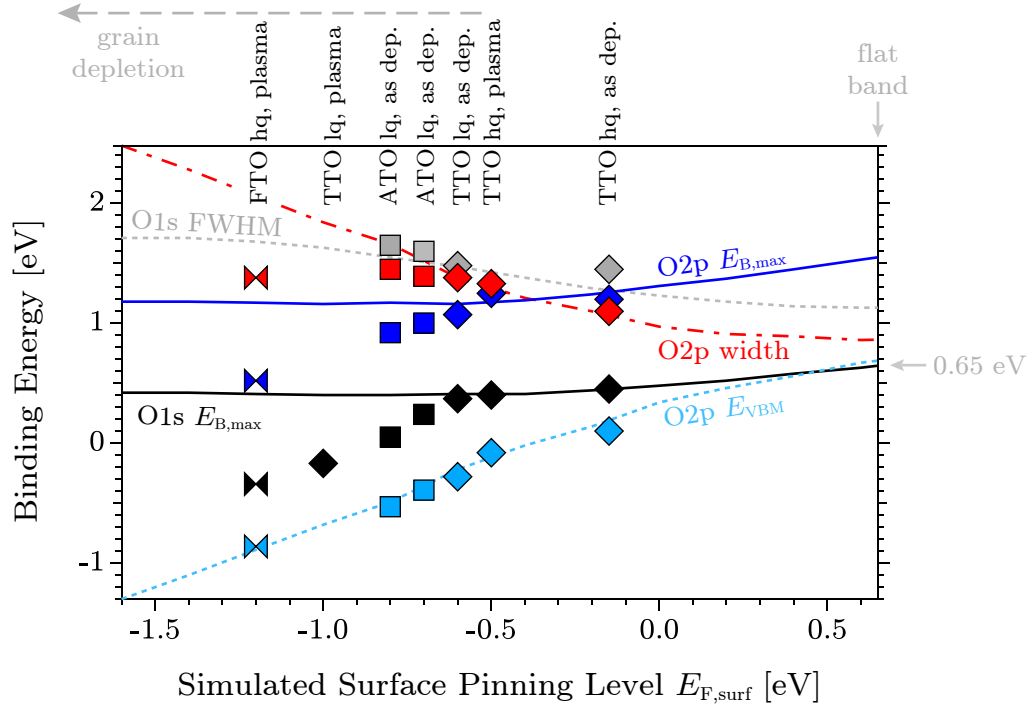 grain
depletion
FTO hq, plasma
TTO lq, plasma
ATO lq, as dep.
ATO lq, as dep.
TTO lq, as dep.
TTO hq, plasma
TTO hq, as dep.
flat
band
O1s FWHM
O2p E_B,max
O2p width
0.65 eV
O1s E_B,max
O2p E_VBM
Binding Energy [eV]
2
1
0
-1
-1.5
-1.0
-0.5
0.0
0.5
Simulated Surface Pinning Level E_F,surf [eV]